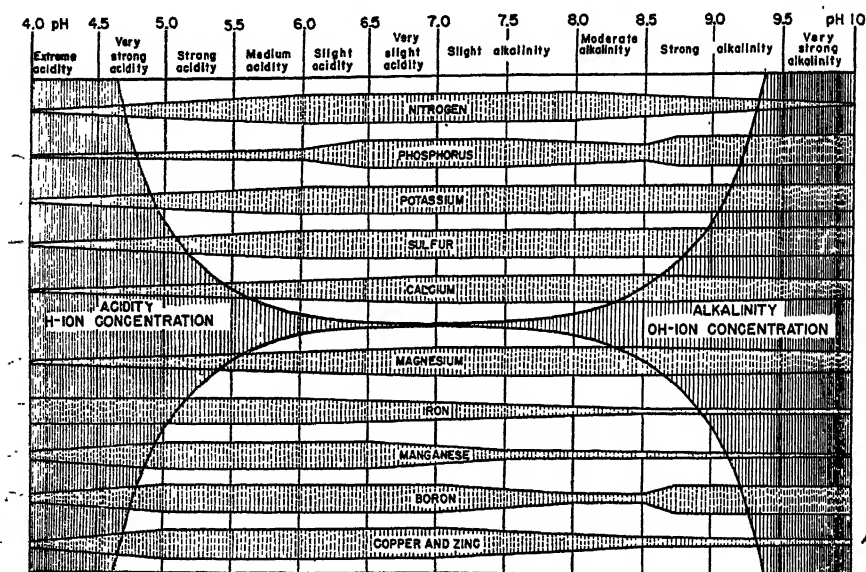 4.0 pH 4.5 5.0 5.5 6.0 6.5 7.0 7.5 8.0 8.5 9.0 9.5 pH 10
Extreme acidity
Very strong acidity
Strong acidity
Medium acidity
Slight acidity
Very slight acidity
Slight alkalinity
Moderate alkalinity
Strong alkalinity
Very strong alkalinity
NITROGEN
PHOSPHORUS
POTASSIUM
SULFUR
CALCIUM
ACIDITY
H-ION CONCENTRATION
ALKALINITY
OH-ION CONCENTRATION
MAGNESIUM
IRON
MANGANESE
BORON
COPPER AND ZINC